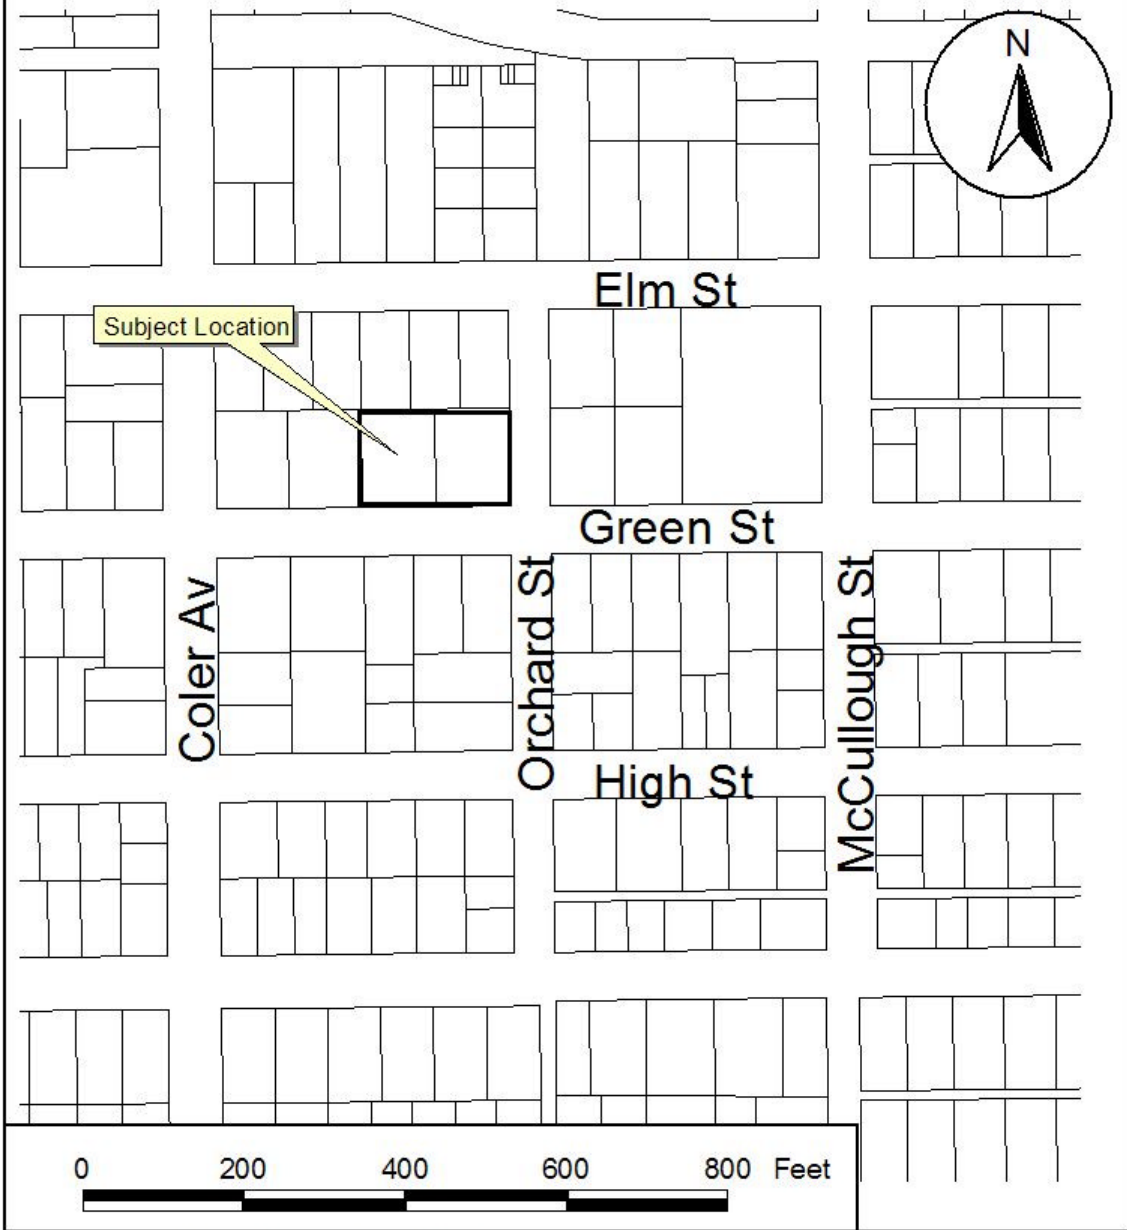 N
Elm St
Subject Location
Green St
Coler Av
Orchard St
McCullough St
High St
0 200 400 600 800 Feet